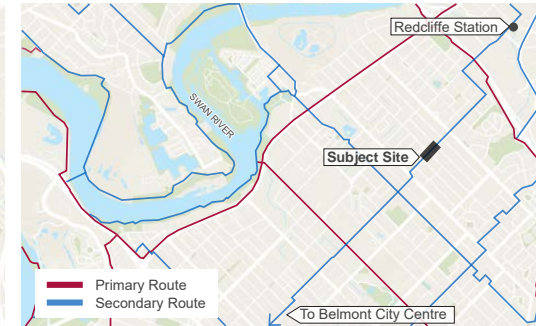 Redcliffe Station
SWAN RIVER
Subject Site
Primary Route
Secondary Route
To Belmont City Centre